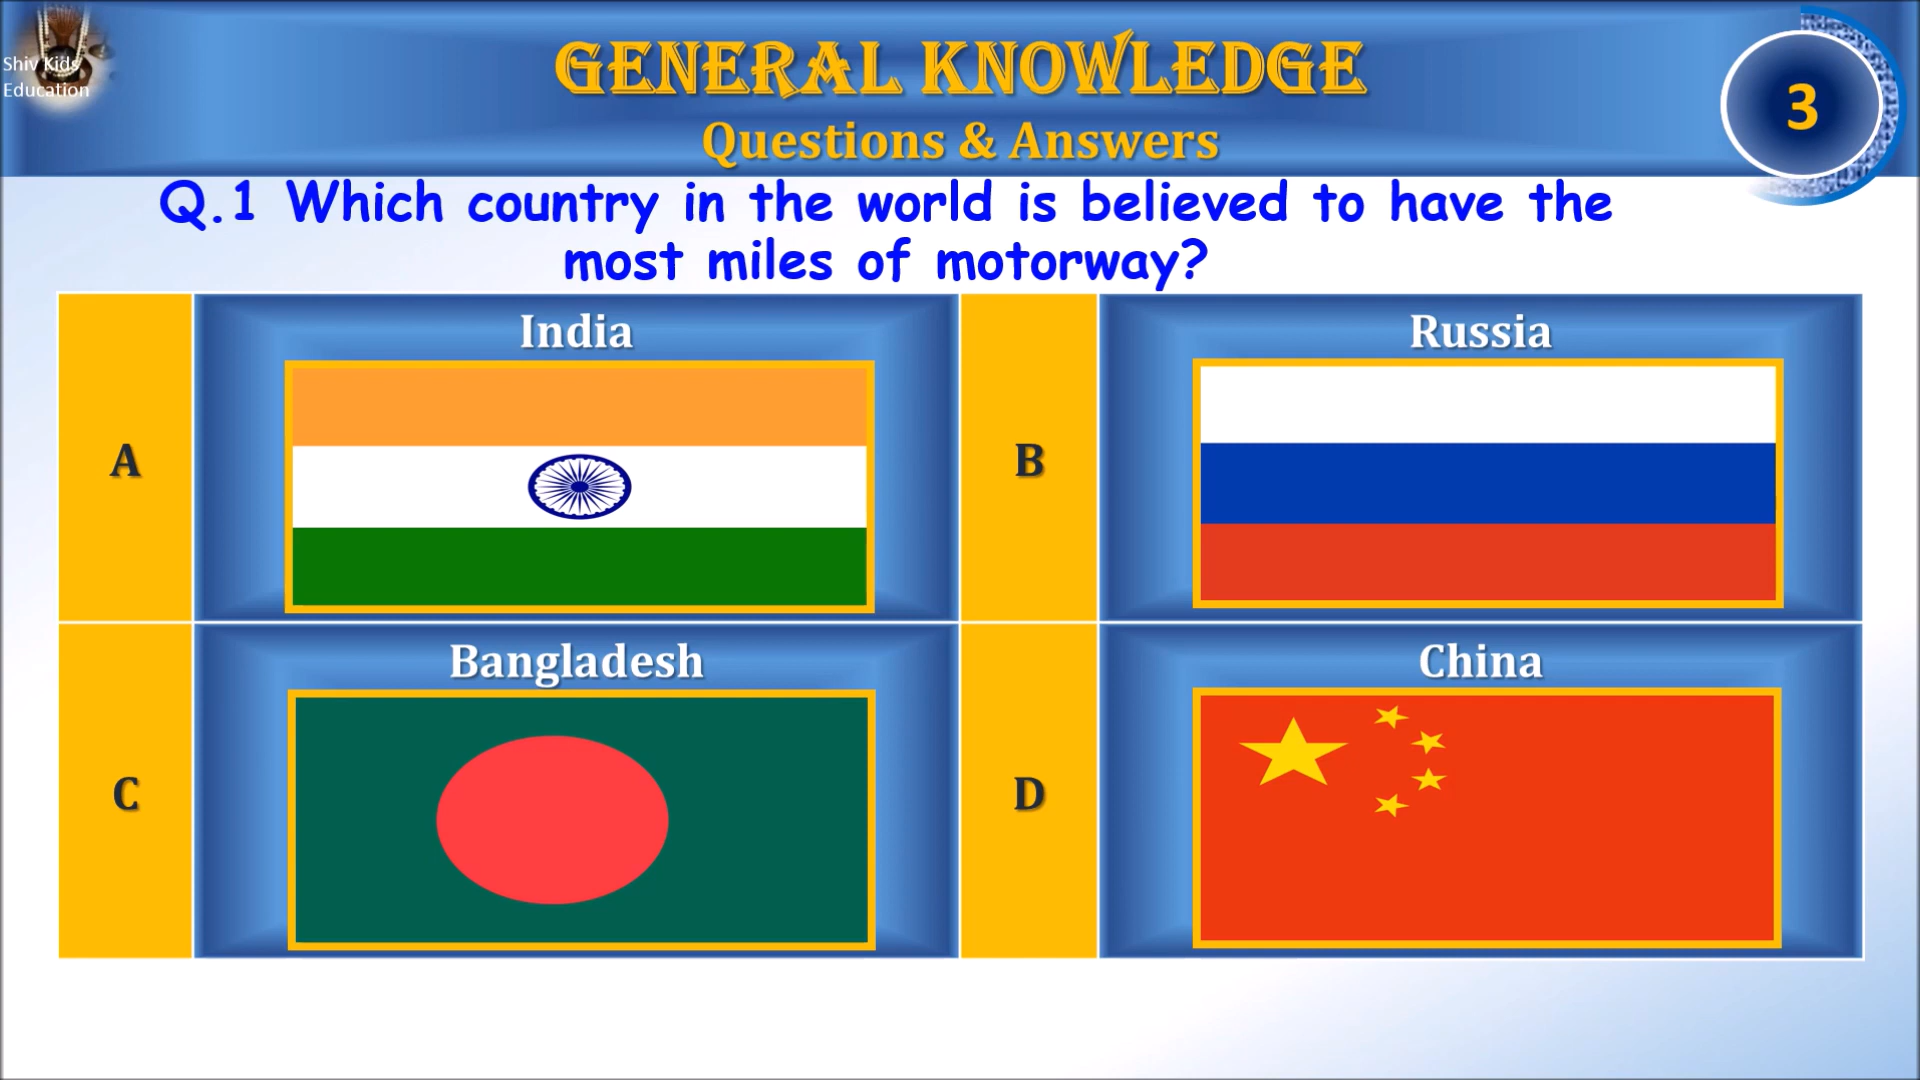 Shiv Kids
Education
GENERAL KNOWLEDGE
Questions & Answers
3
Q.1 Which country in the world is believed to have the
most miles of motorway?
A
India
B
Russia
C
Bangladesh
D
China